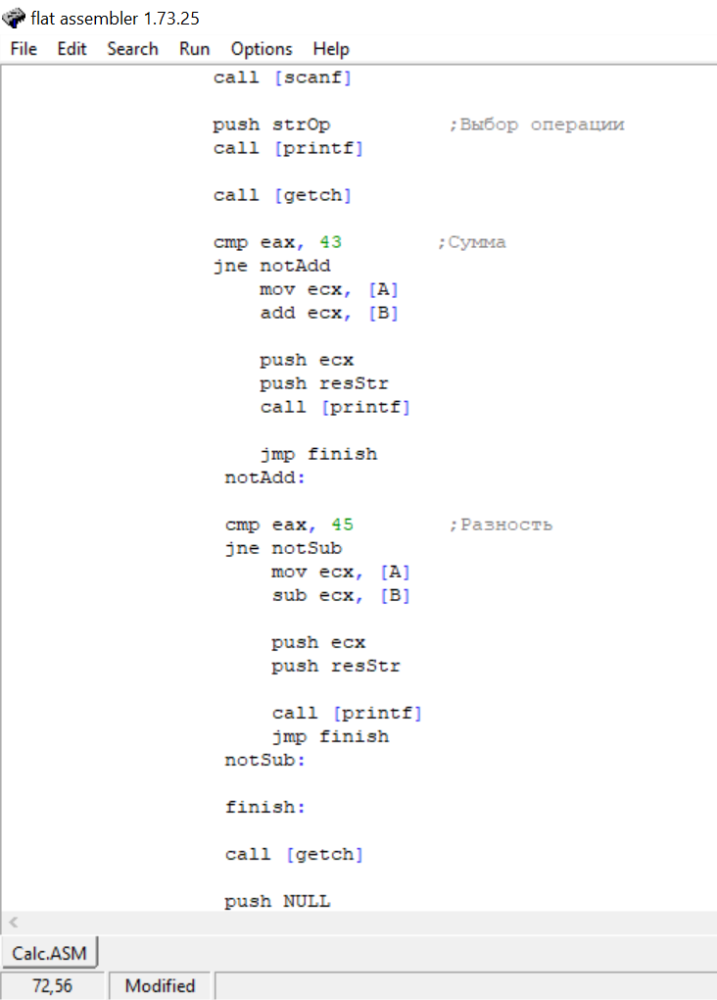 flat assembler 1.73.25
File Edit Search Run Options Help
call [scanf]
push strOp ;Выбор операции
call [printf]
call [getch]
cmp eax, 43 ;Сумма
jne notAdd
mov ecx, [A]
add ecx, [B]
push ecx
push resStr
call [printf]
jmp finish
notAdd:
cmp eax, 45 ;Разность
jne notSub
mov ecx, [A]
sub ecx, [B]
push ecx
push resStr
call [printf]
jmp finish
notSub:
finish:
call [getch]
push NULL
Calc.ASM
72,56 Modified